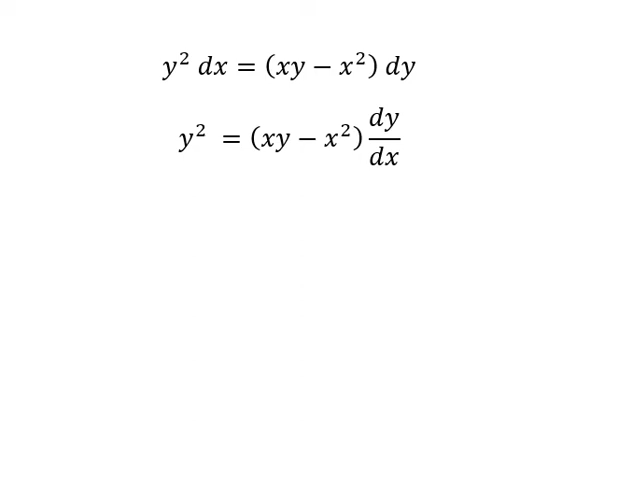 y² dx = (xy − x²) dy
y² = (xy − x²) dy/dx